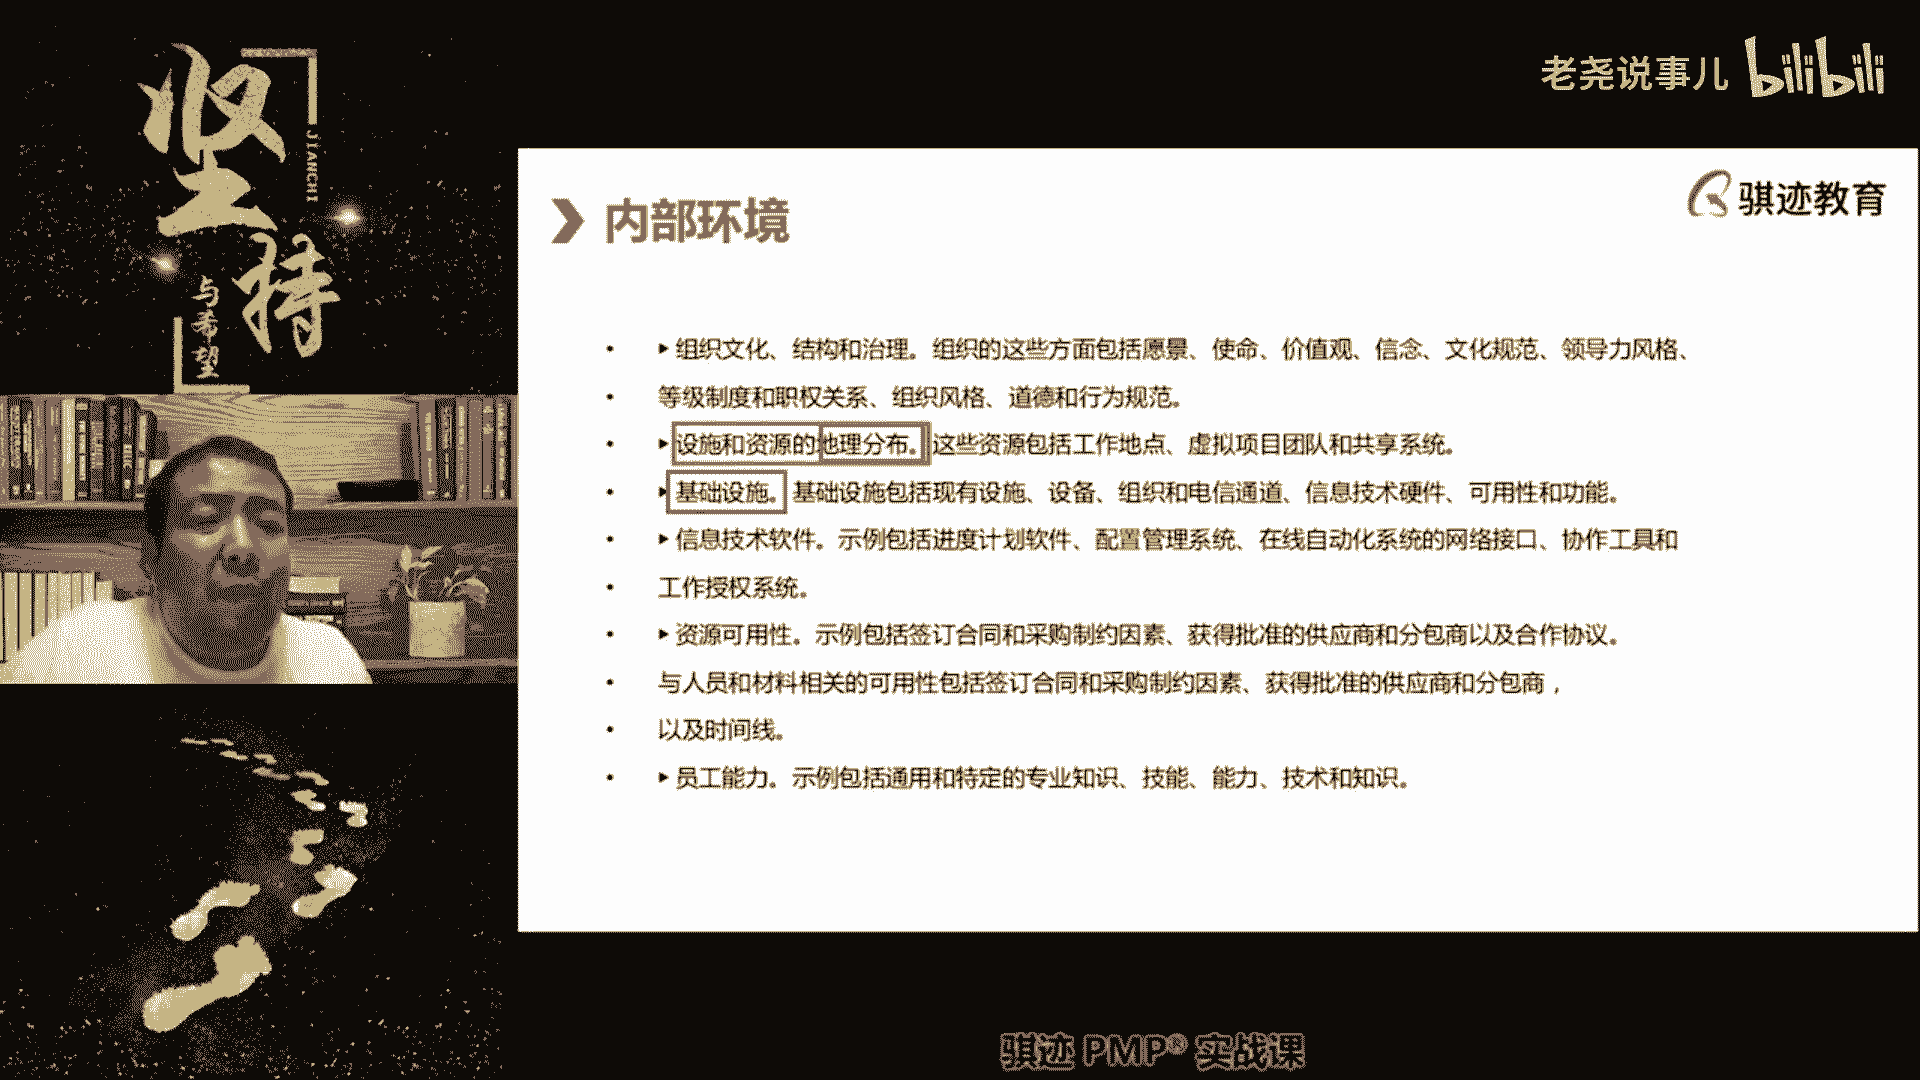 坚持
JIANCHI
与希望
老尧说事儿 bilibili
骐迹教育
内部环境
• ▸组织文化、结构和治理。组织的这些方面包括愿景、使命、价值观、信念、文化规范、领导力风格、
• 等级制度和职权关系、组织风格、道德和行为规范。
• ▸设施和资源的地理分布。这些资源包括工作地点、虚拟项目团队和共享系统。
• ▸基础设施。基础设施包括现有设施、设备、组织和电信通道、信息技术硬件、可用性和功能。
• ▸信息技术软件。示例包括进度计划软件、配置管理系统、在线自动化系统的网络接口、协作工具和
• 工作授权系统。
• ▸资源可用性。示例包括签订合同和采购制约因素、获得批准的供应商和分包商以及合作协议。
• 与人员和材料相关的可用性包括签订合同和采购制约因素、获得批准的供应商和分包商，
• 以及时间线。
• ▸员工能力。示例包括通用和特定的专业知识、技能、能力、技术和知识。
骐迹 PMP® 实战课